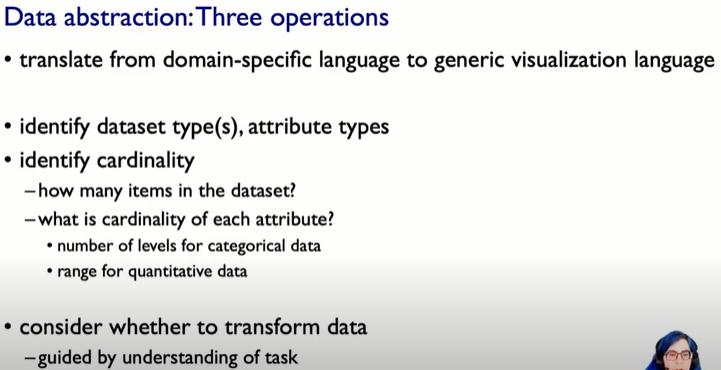 Data abstraction: Three operations
• translate from domain-specific language to generic visualization language
• identify dataset type(s), attribute types
• identify cardinality
–how many items in the dataset?
–what is cardinality of each attribute?
• number of levels for categorical data
• range for quantitative data
• consider whether to transform data
–guided by understanding of task